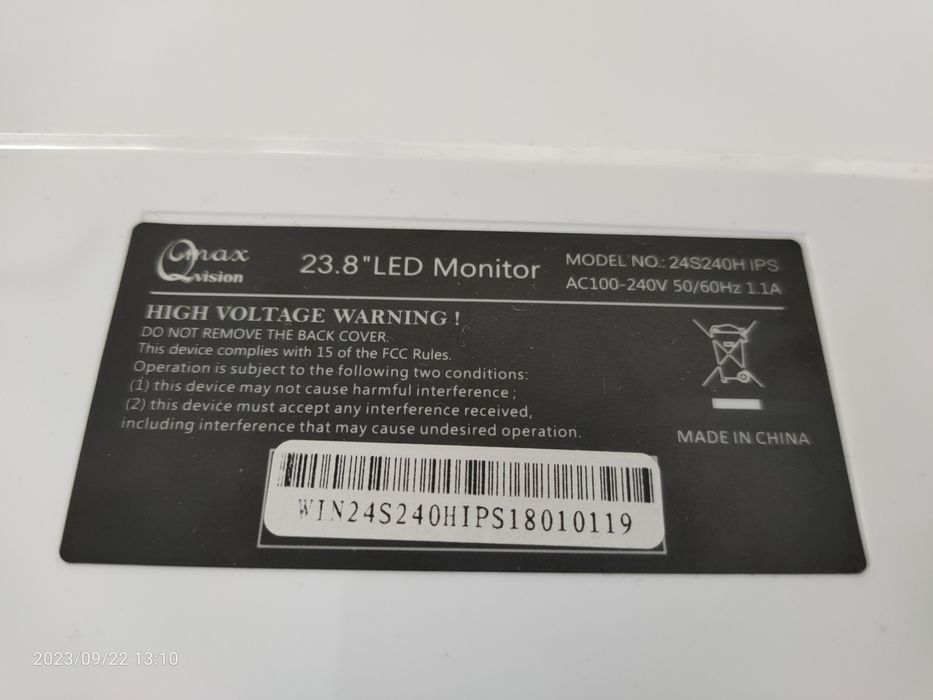 Qmax
vision
23.8"LED Monitor
MODEL NO.: 24S240H IPS
AC100-240V 50/60Hz 1.1A
HIGH VOLTAGE WARNING !
DO NOT REMOVE THE BACK COVER.
This device complies with 15 of the FCC Rules.
Operation is subject to the following two conditions:
(1) this device may not cause harmful interference ;
(2) this device must accept any interference received,
including interference that may cause undesired operation.
MADE IN CHINA
WIN24S240HIPS18010119
2023/09/22 13:10